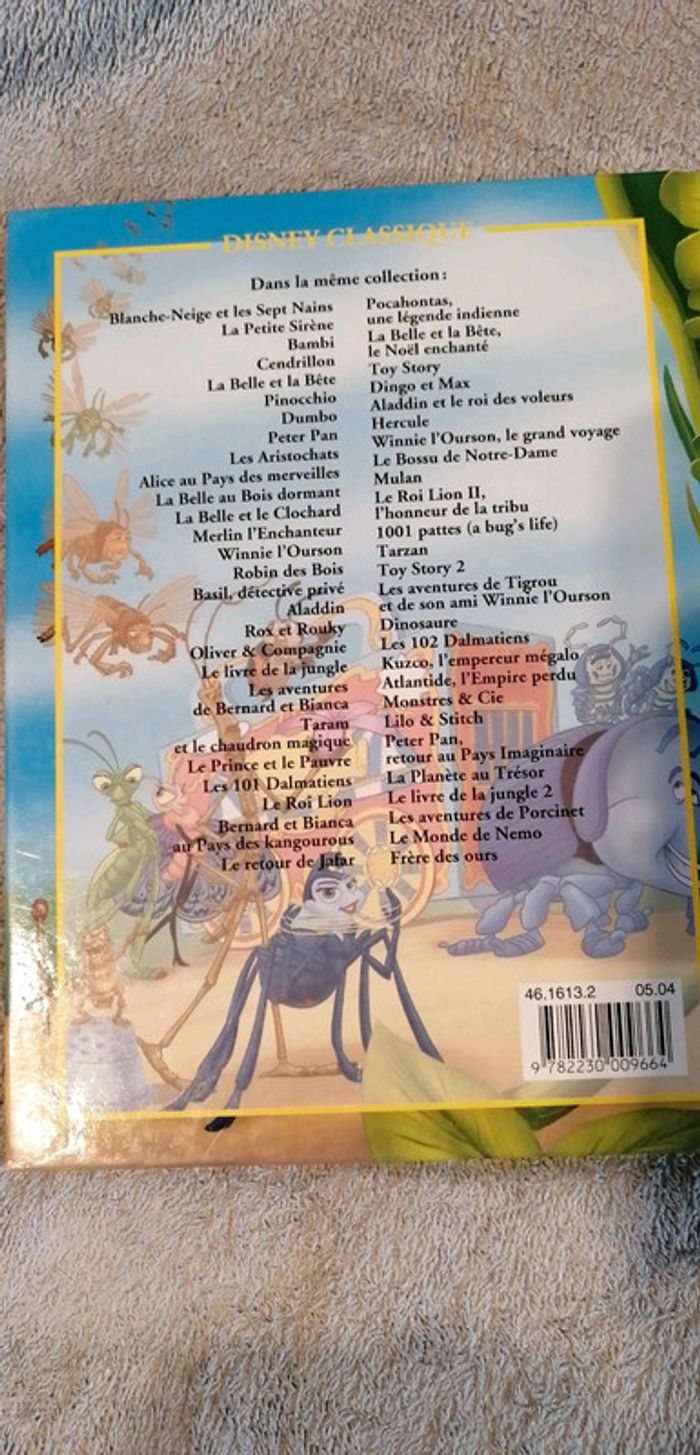 DISNEY CLASSIQUE
Dans la même collection :
Blanche-Neige et les Sept Nains
La Petite Sirène
Bambi
Cendrillon
La Belle et la Bête
Pinocchio
Dumbo
Peter Pan
Les Aristochats
Alice au Pays des merveilles
La Belle au Bois dormant
La Belle et le Clochard
Merlin l'Enchanteur
Winnie l'Ourson
Robin des Bois
Basil, détective privé
Aladdin
Rox et Rouky
Oliver & Compagnie
Le livre de la jungle
Les aventures
de Bernard et Bianca
Taram
et le chaudron magique
Le Prince et le Pauvre
Les 101 Dalmatiens
Le Roi Lion
Bernard et Bianca
au Pays des kangourous
Le retour de Jafar
Pocahontas,
une légende indienne
La Belle et la Bête,
le Noël enchanté
Toy Story
Dingo et Max
Aladdin et le roi des voleurs
Hercule
Winnie l'Ourson, le grand voyage
Le Bossu de Notre-Dame
Mulan
Le Roi Lion II,
l'honneur de la tribu
1001 pattes (a bug's life)
Tarzan
Toy Story 2
Les aventures de Tigrou
et de son ami Winnie l'Ourson
Dinosaure
Les 102 Dalmatiens
Kuzco, l'empereur mégalo
Atlantide, l'Empire perdu
Monstres & Cie
Lilo & Stitch
Peter Pan,
retour au Pays Imaginaire
La Planète au Trésor
Le livre de la jungle 2
Les aventures de Porcinet
Le Monde de Nemo
Frère des ours
46.1613.2 05.04
9 782230 009664